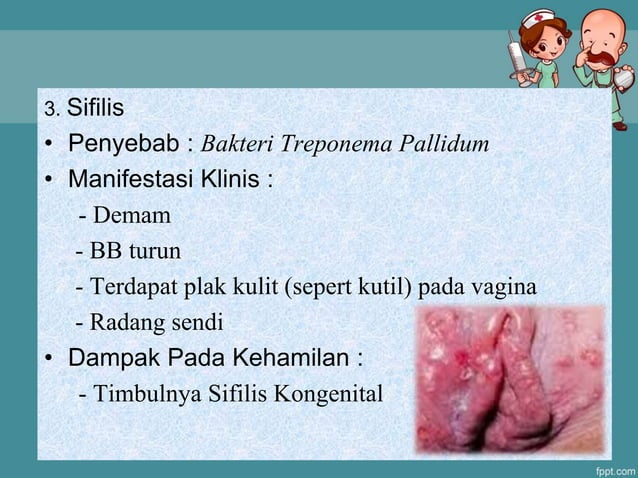 3. Sifilis
• Penyebab : Bakteri Treponema Pallidum
• Manifestasi Klinis :
- Demam
- BB turun
- Terdapat plak kulit (sepert kutil) pada vagina
- Radang sendi
• Dampak Pada Kehamilan :
- Timbulnya Sifilis Kongenital
fppt.com